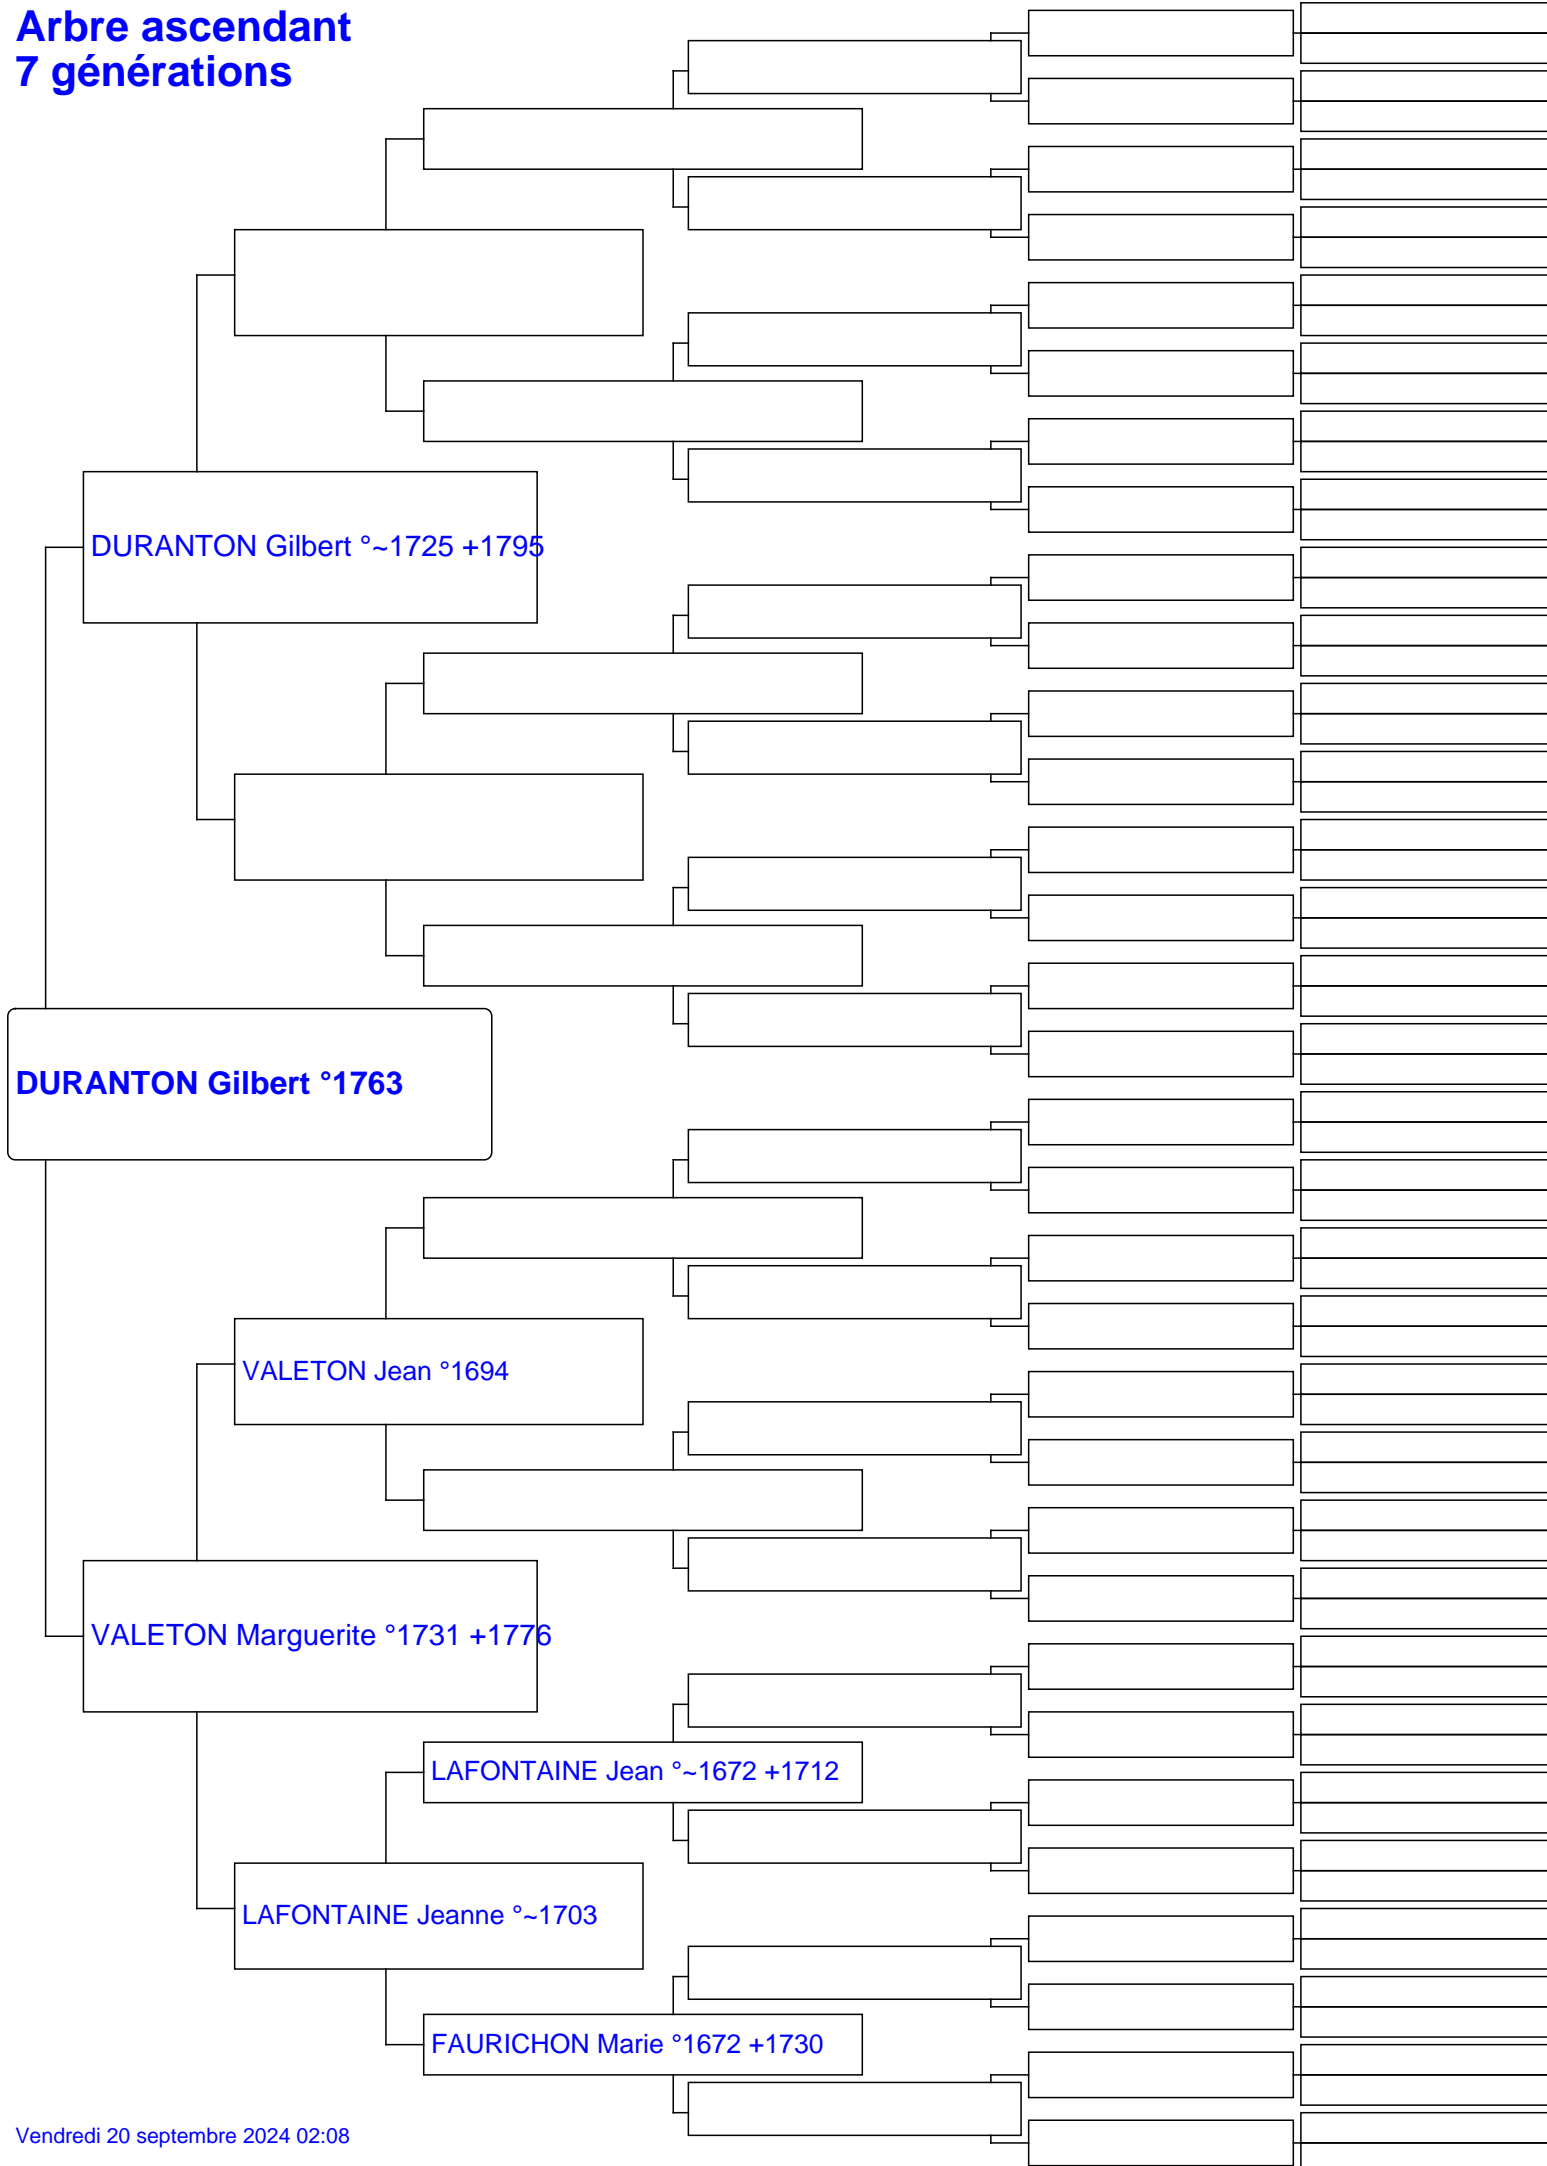 Arbre ascendant
7 générations
DURANTON Gilbert °~1725 +1795
DURANTON Gilbert °1763
VALETON Jean °1694
VALETON Marguerite °1731 +1776
LAFONTAINE Jean °~1672 +1712
LAFONTAINE Jeanne °~1703
FAURICHON Marie °1672 +1730
Vendredi 20 septembre 2024 02:08